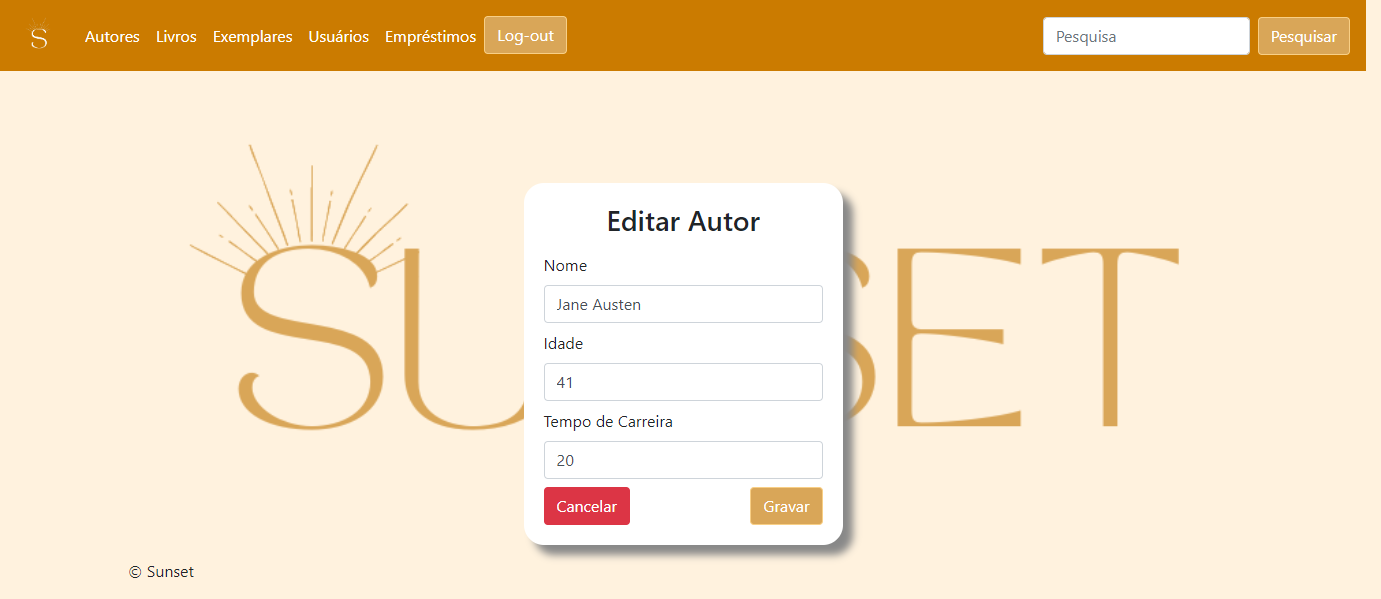 S Autores Livros Exemplares Usuários Empréstimos Log-out Pesquisa Pesquisar
SUNSET
Editar Autor
Nome
Jane Austen
Idade
41
Tempo de Carreira
20
Cancelar Gravar
© Sunset